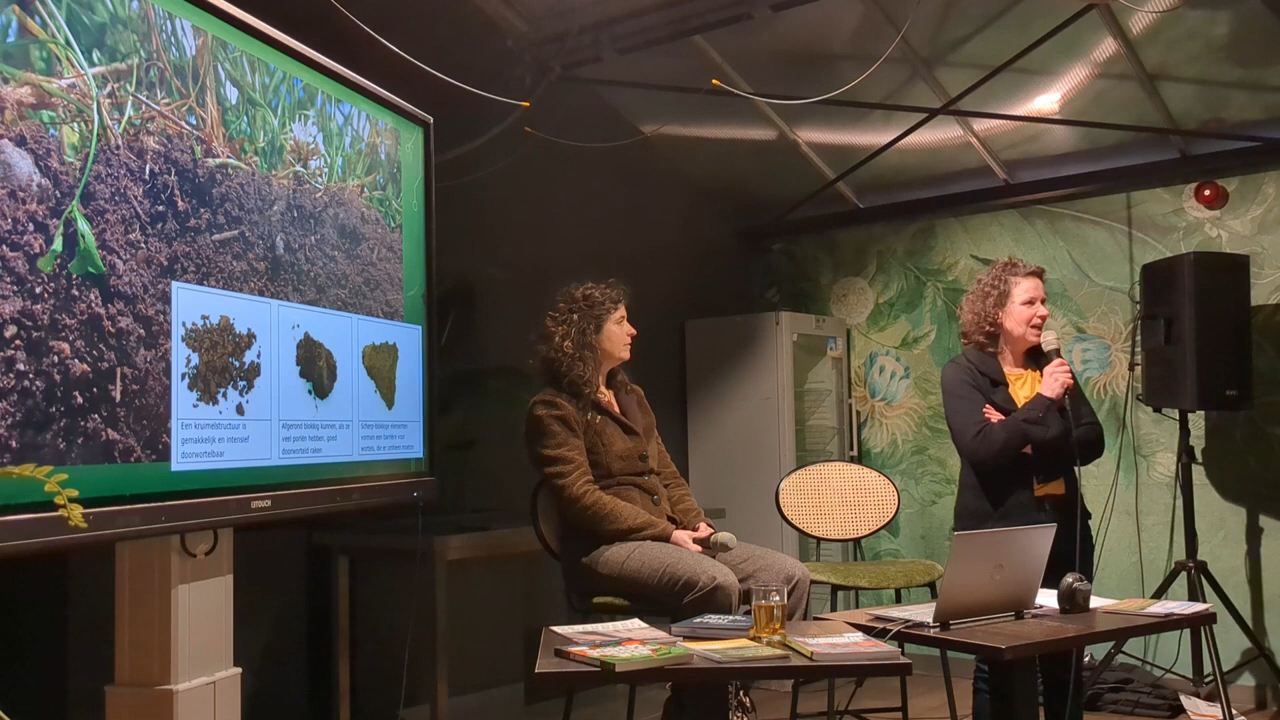 Een kruimelstructuur is
gemakkelijk en intensief
doorwortelbaar
Afgerond blokkig kunnen, als ze
veel poriën hebben, goed
doorworteld raken
Scherp-blokkige elementen
vormen een barrière voor
wortels, die er omheen moeten
i3TOUCH